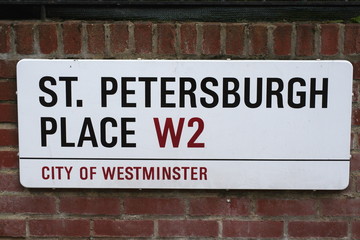 ST. PETERSBURGH
PLACE W2
CITY OF WESTMINSTER